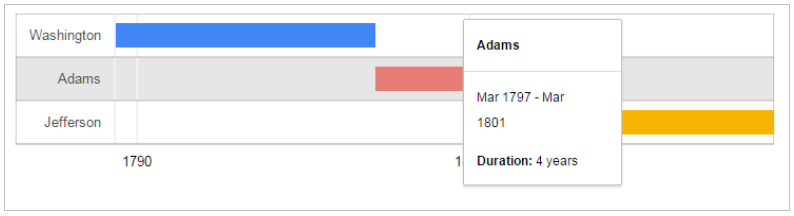 Washington
Adams
Adams
Mar 1797 - Mar
1801
Jefferson
Duration: 4 years
1790